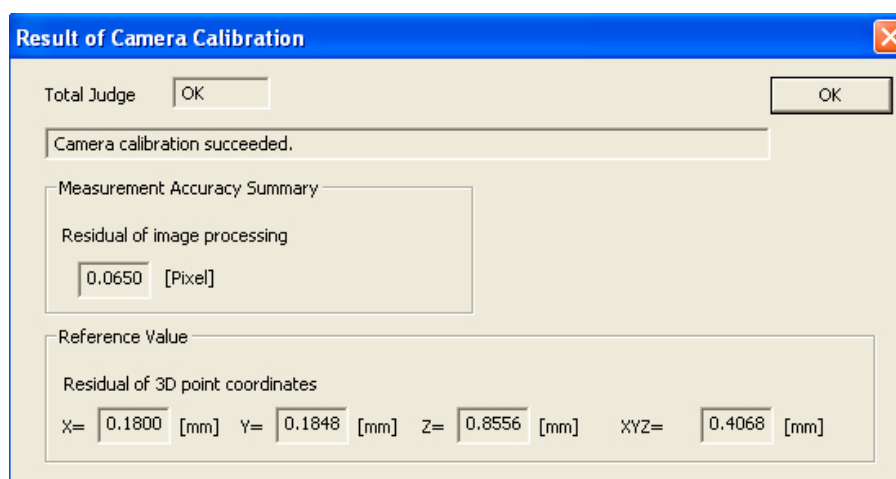 Result of Camera Calibration
Total Judge OK OK
Camera calibration succeeded.
Measurement Accuracy Summary
Residual of image processing
0.0650 [Pixel]
Reference Value
Residual of 3D point coordinates
X= 0.1800 [mm] Y= 0.1848 [mm] Z= 0.8556 [mm] XYZ= 0.4068 [mm]